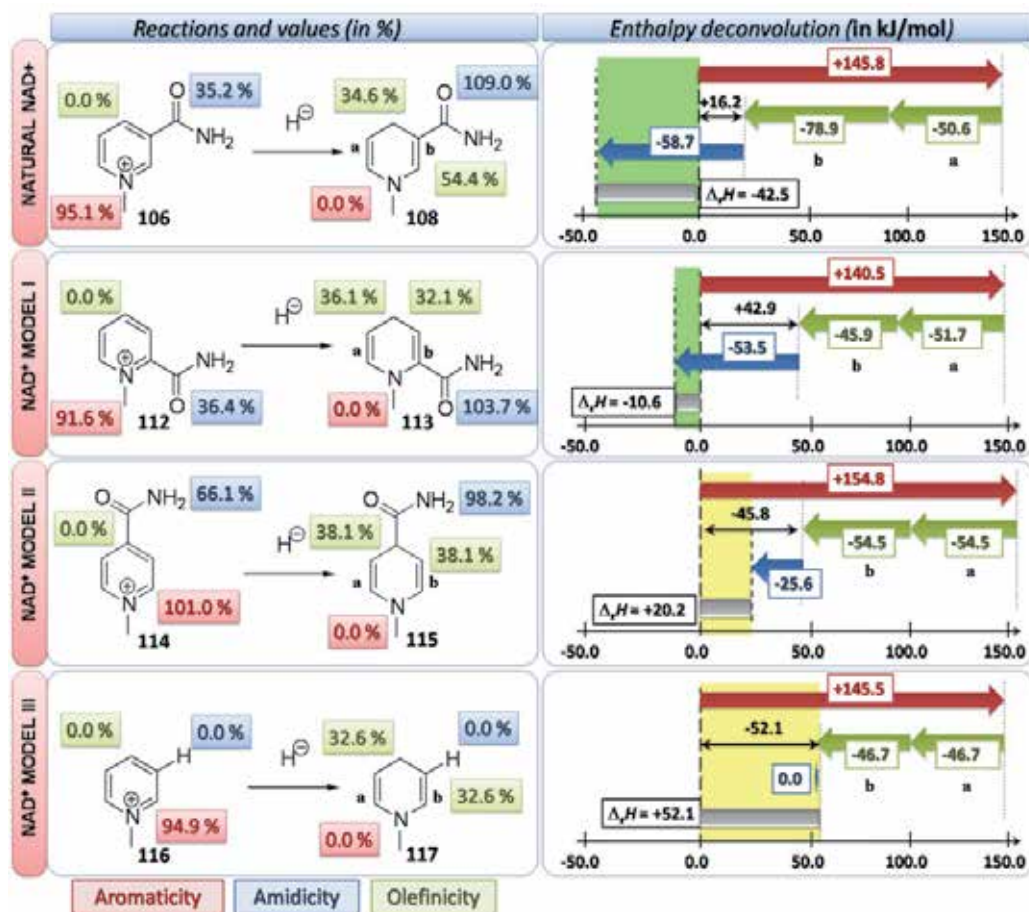 Reactions and values (in %)
Enthalpy deconvolution (in kJ/mol)
NATURAL NAD+
0.0 %
35.2 %
O
NH₂
N
+
95.1 %
106
H⊖
34.6 %
109.0 %
O
NH₂
a
b
N
54.4 %
0.0 %
108
+145.8
+16.2
-78.9
-50.6
b
a
-58.7
ΔᵣH = -42.5
-50.0 0.0 50.0 100.0 150.0
NAD⁺ MODEL I
0.0 %
N
+
NH₂
O
91.6 %
112
36.4 %
H⊖
36.1 %
32.1 %
a
b
N
NH₂
O
0.0 %
113
103.7 %
+140.5
+42.9
-45.9
-51.7
b
a
-53.5
ΔᵣH = -10.6
-50.0 0.0 50.0 100.0 150.0
NAD⁺ MODEL II
O
NH₂
66.1 %
0.0 %
N
+
101.0 %
114
H⊖
O
NH₂
98.2 %
38.1 %
38.1 %
a
b
N
0.0 %
115
+154.8
-45.8
-54.5
-54.5
b
a
-25.6
ΔᵣH = +20.2
-50.0 0.0 50.0 100.0 150.0
NAD⁺ MODEL III
0.0 %
0.0 %
H
N
+
94.9 %
116
H⊖
32.6 %
0.0 %
H
a
b
32.6 %
N
0.0 %
117
+145.5
-52.1
-46.7
-46.7
b
a
0.0
ΔᵣH = +52.1
-50.0 0.0 50.0 100.0 150.0
Aromaticity
Amidicity
Olefinicity